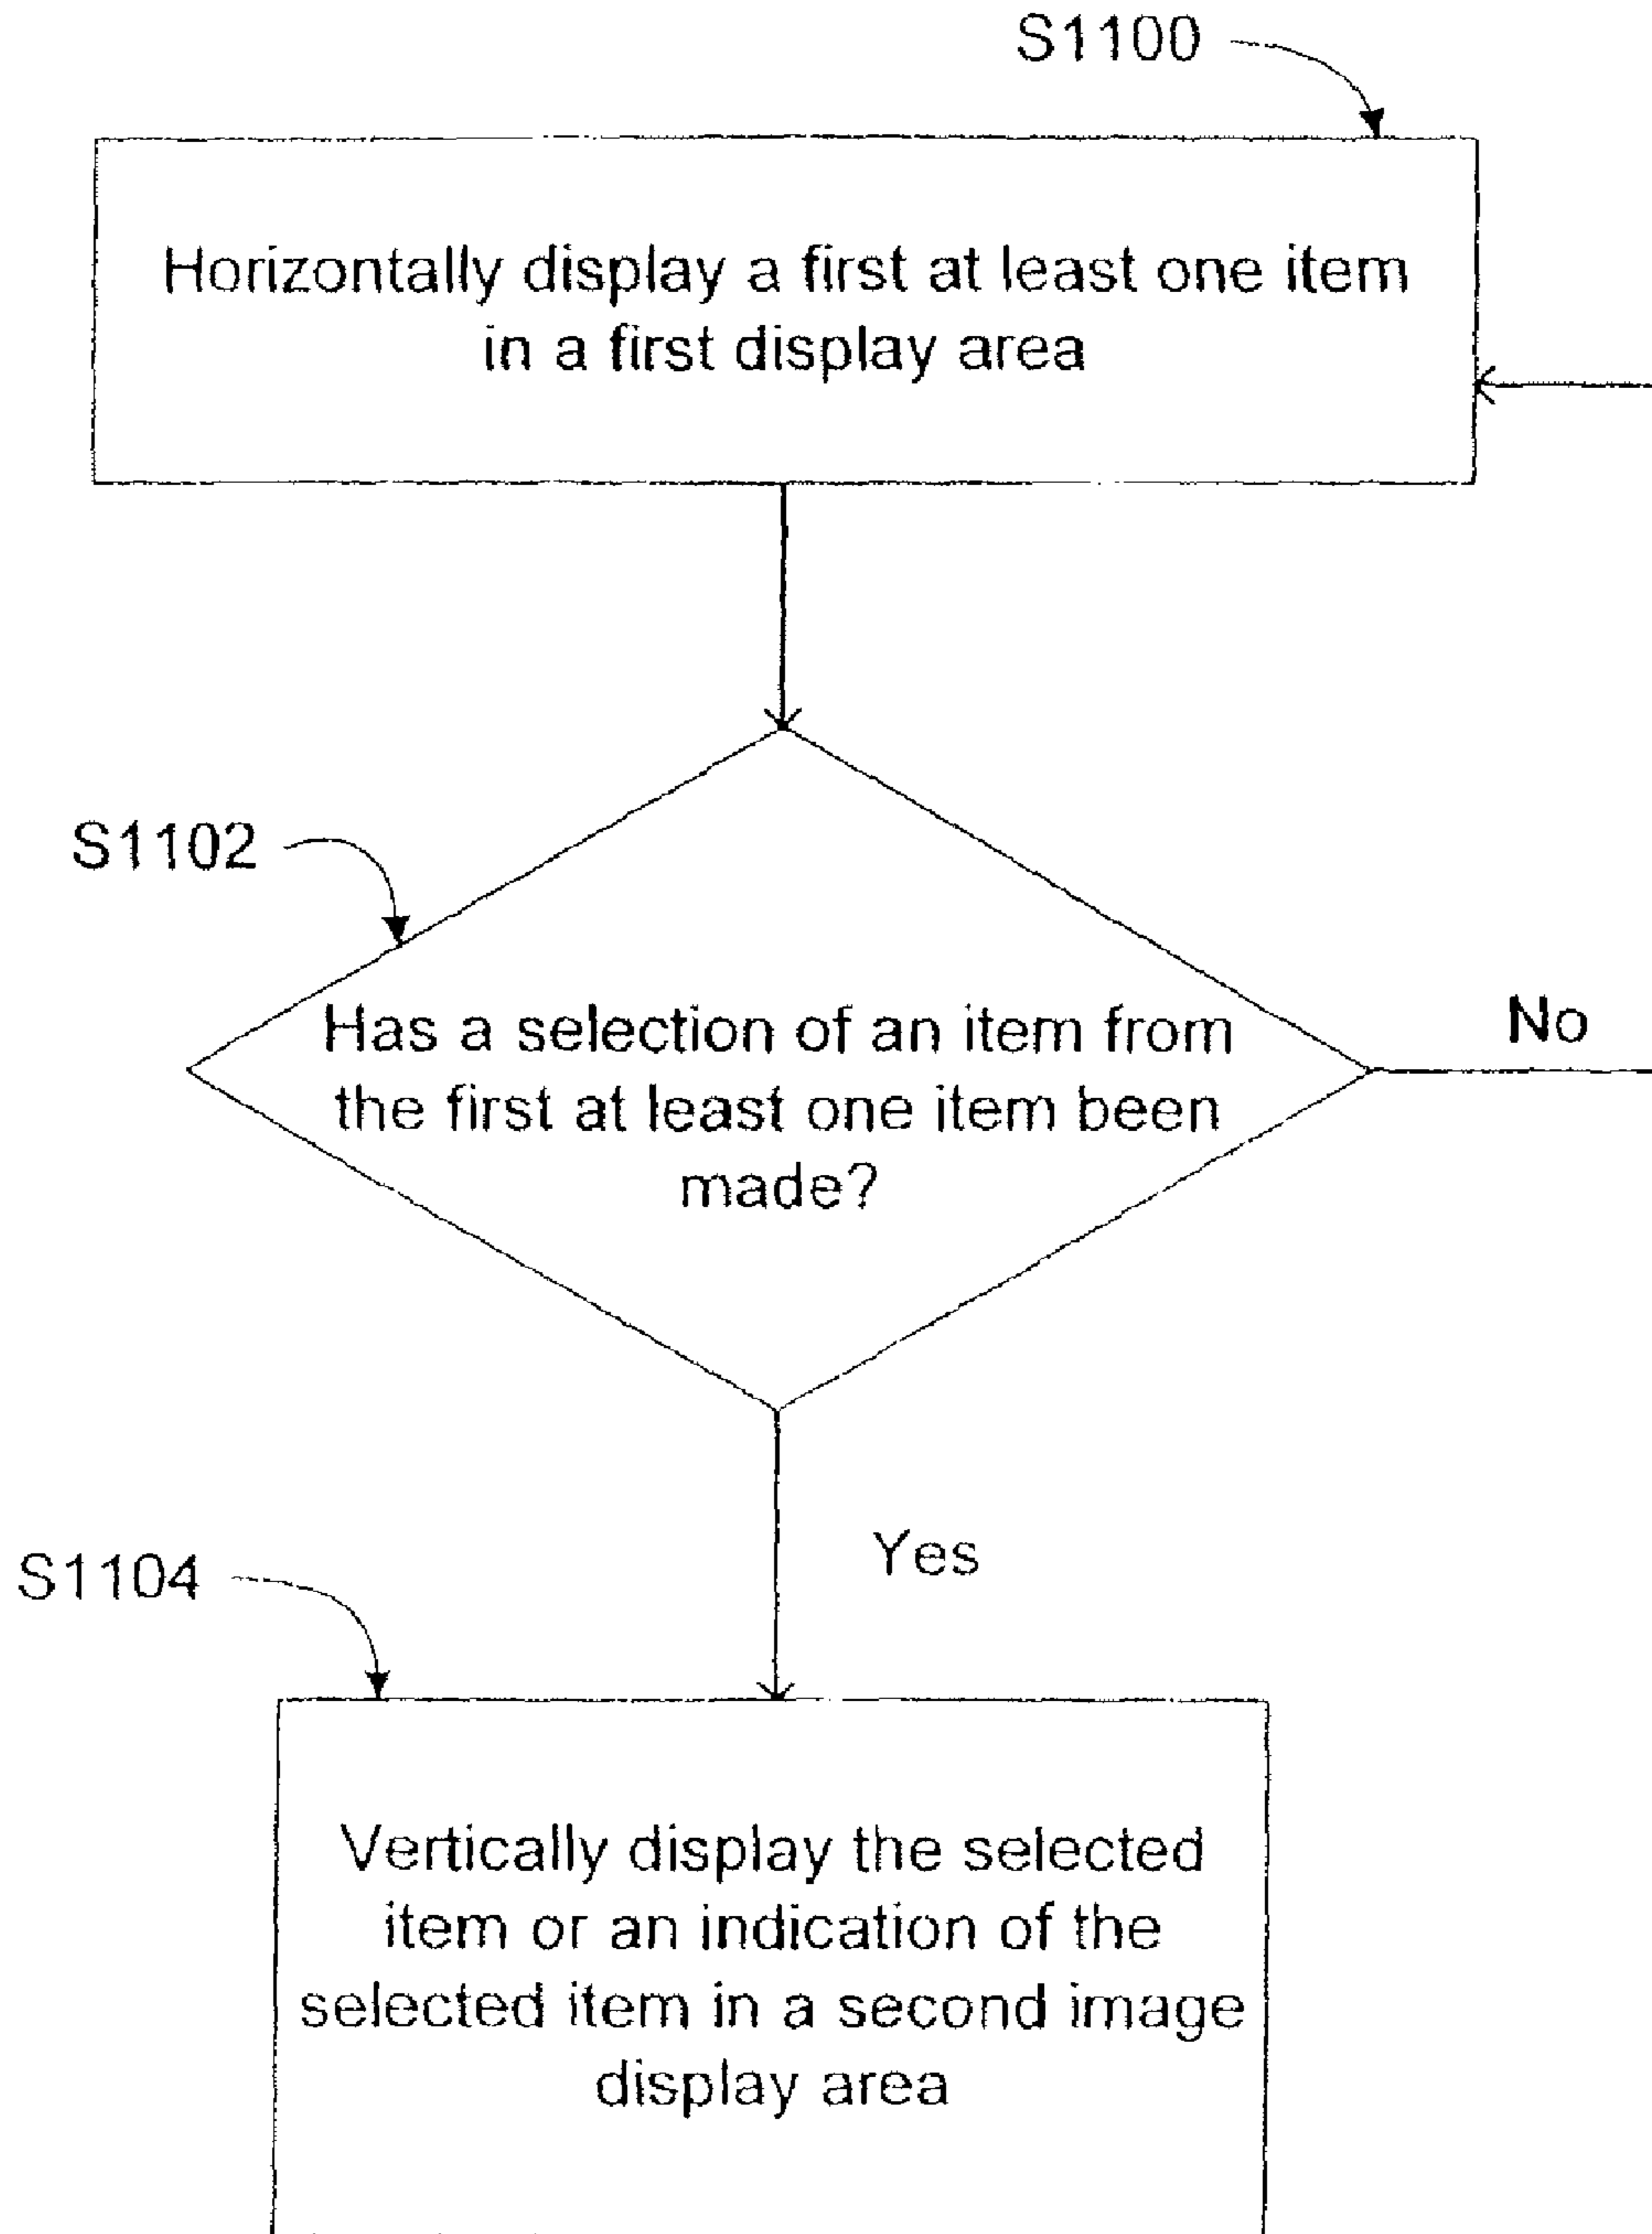 S1100
Horizontally display a first at least one item
in a first display area
S1102
Has a selection of an item from
the first at least one item been
made?
No
Yes
S1104
Vertically display the selected
item or an indication of the
selected item in a second image
display area